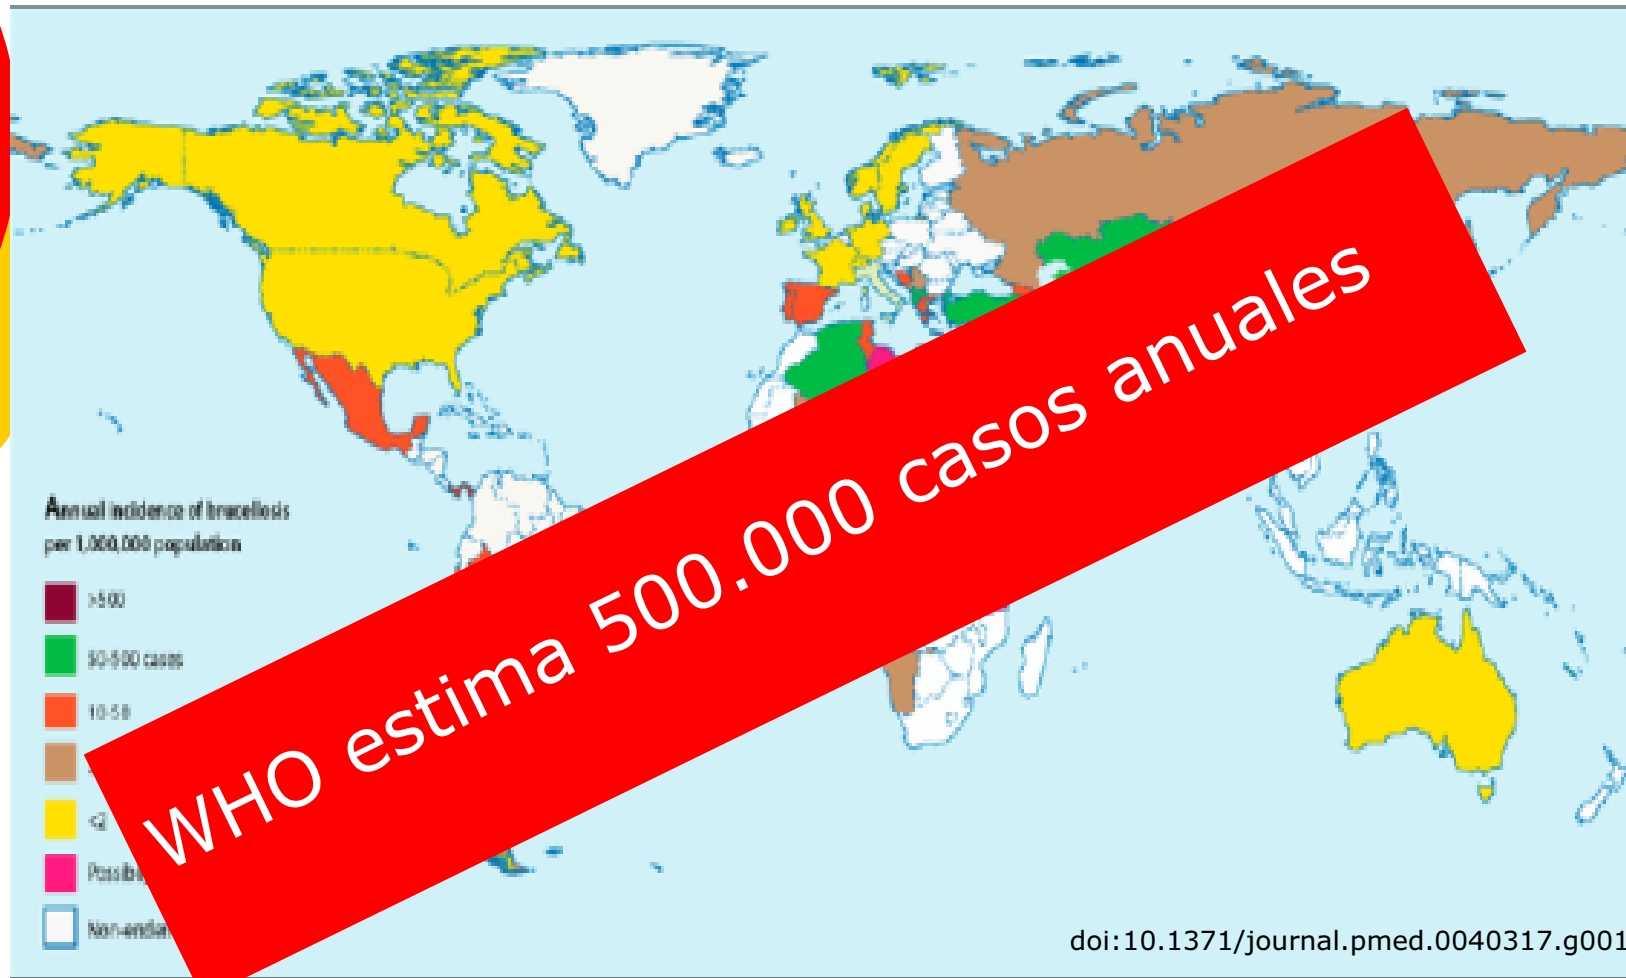 Annual incidence of brucellosis
per 1,000,000 population
>500
50-500 cases
10-50
<2
WHO estima 500.000 casos anuales
doi:10.1371/journal.pmed.0040317.g001